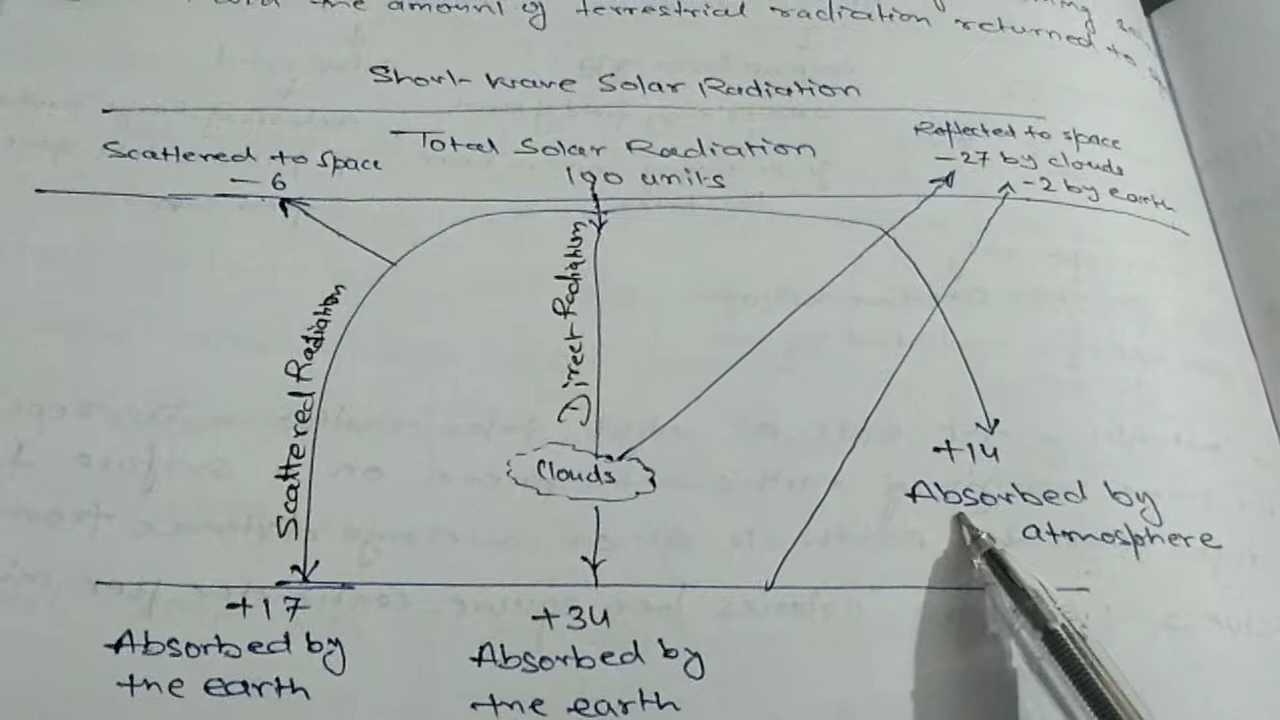 the amount of terrestrial radiation returned to
Short-wave Solar Radiation
Total Solar Radiation
100 units
Scattered to space
-6
Reflected to space
-27 by clouds
-2 by earth
Scattered Radiation
Direct Radiation
Clouds
+14
Absorbed by
atmosphere
+17
Absorbed by
the earth
+34
Absorbed by
the earth